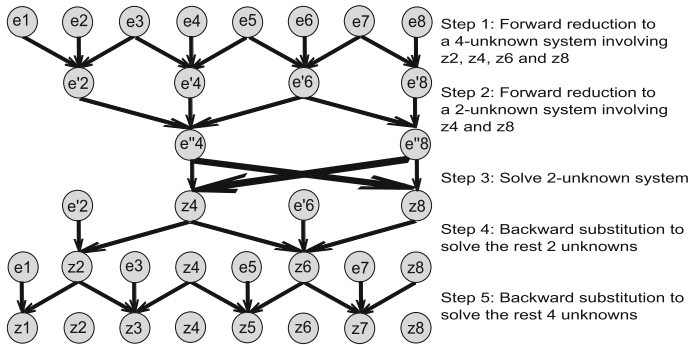 e1 e2 e3 e4 e5 e6 e7 e8
Step 1: Forward reduction to
a 4-unknown system involving
z2, z4, z6 and z8
e'2 e'4 e'6 e'8
Step 2: Forward reduction to
a 2-unknown system involving
z4 and z8
e"4 e"8
Step 3: Solve 2-unknown system
e'2 z4 e'6 z8
Step 4: Backward substitution to
solve the rest 2 unknowns
e1 z2 e3 z4 e5 z6 e7 z8
Step 5: Backward substitution to
solve the rest 4 unknowns
z1 z2 z3 z4 z5 z6 z7 z8